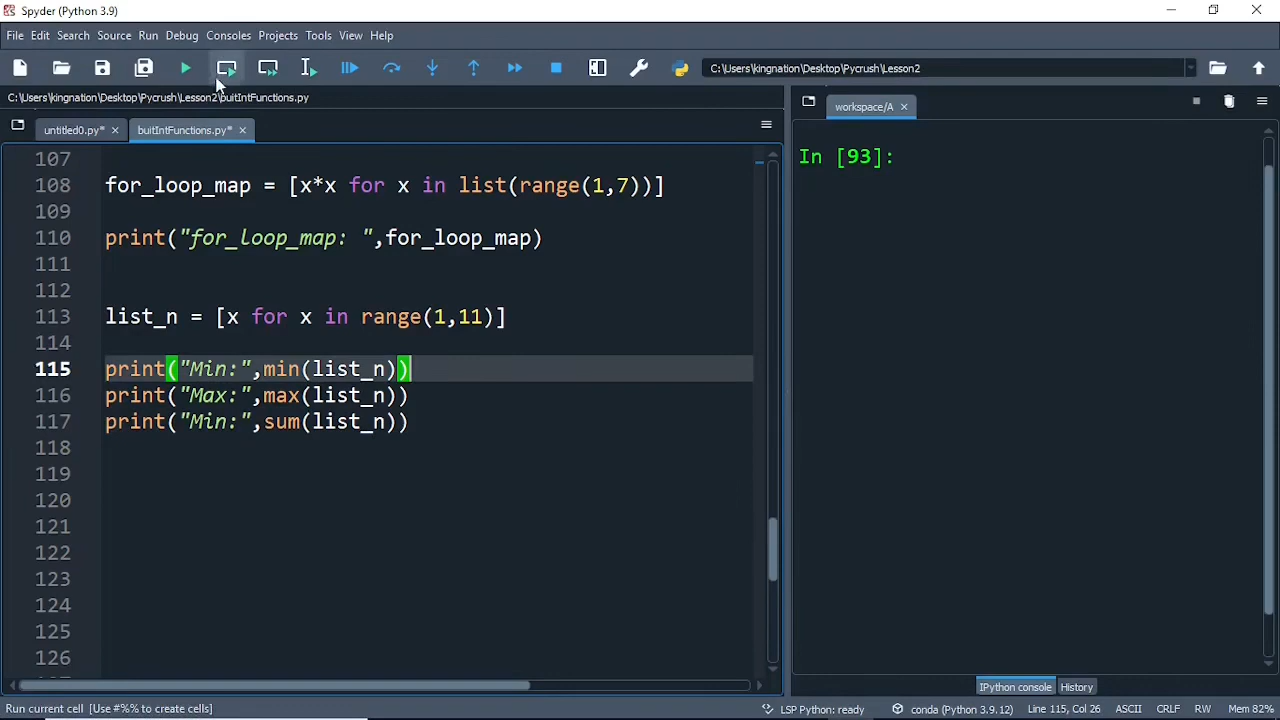 Spyder (Python 3.9)
File Edit Search Source Run Debug Consoles Projects Tools View Help
C:\Users\kingnation\Desktop\Pycrush\Lesson2
C:\Users\kingnation\Desktop\Pycrush\Lesson2\buitIntFunctions.py
untitled0.py*
buitIntFunctions.py*
107
108 for_loop_map = [x*x for x in list(range(1,7))]
109
110 print("for_loop_map: ",for_loop_map)
111
112
113 list_n = [x for x in range(1,11)]
114
115 print("Min:",min(list_n))
116 print("Max:",max(list_n))
117 print("Min:",sum(list_n))
118
119
120
121
122
123
124
125
126
workspace/A
In [93]:
IPython console History
Run current cell [Use #%% to create cells]
LSP Python: ready conda (Python 3.9.12) Line 115, Col 26 ASCII CRLF RW Mem 82%